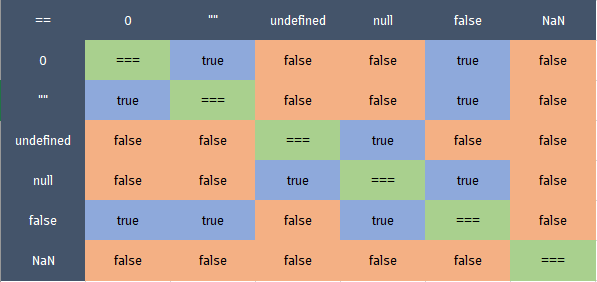 == 0 "" undefined null false NaN
0 === true false false true false
"" true === false false true false
undefined false false === true false false
null false false true === true false
false true true false true === false
NaN false false false false false ===